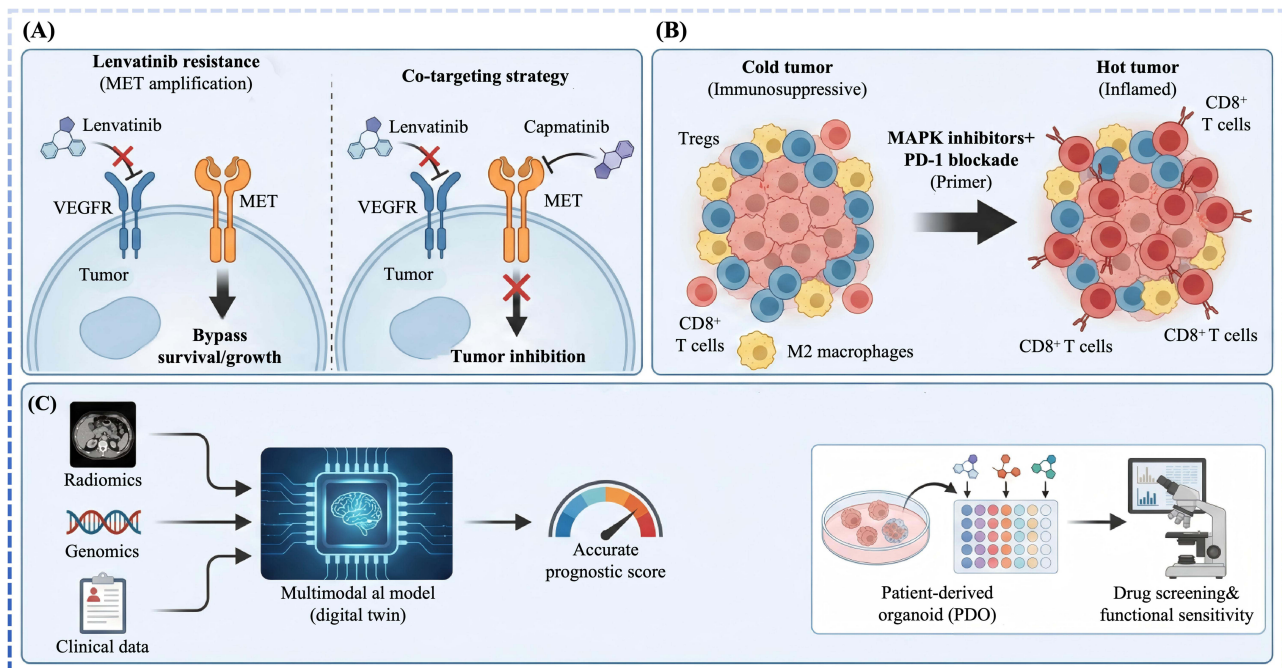 (A)
Lenvatinib resistance
(MET amplification)
Lenvatinib
VEGFR
MET
Tumor
Bypass
survival/growth
Co-targeting strategy
Lenvatinib
Capmatinib
VEGFR
MET
Tumor
Tumor inhibition
(B)
Cold tumor
(Immunosuppressive)
Tregs
CD8⁺
T cells
M2 macrophages
MAPK inhibitors+
PD-1 blockade
(Primer)
Hot tumor
(Inflamed)
CD8⁺
T cells
CD8⁺ T cells
CD8⁺ T cells
(C)
Radiomics
Genomics
Clinical data
Multimodal al model
(digital twin)
Accurate
prognostic score
Patient-derived
organoid (PDO)
Drug screening&
functional sensitivity